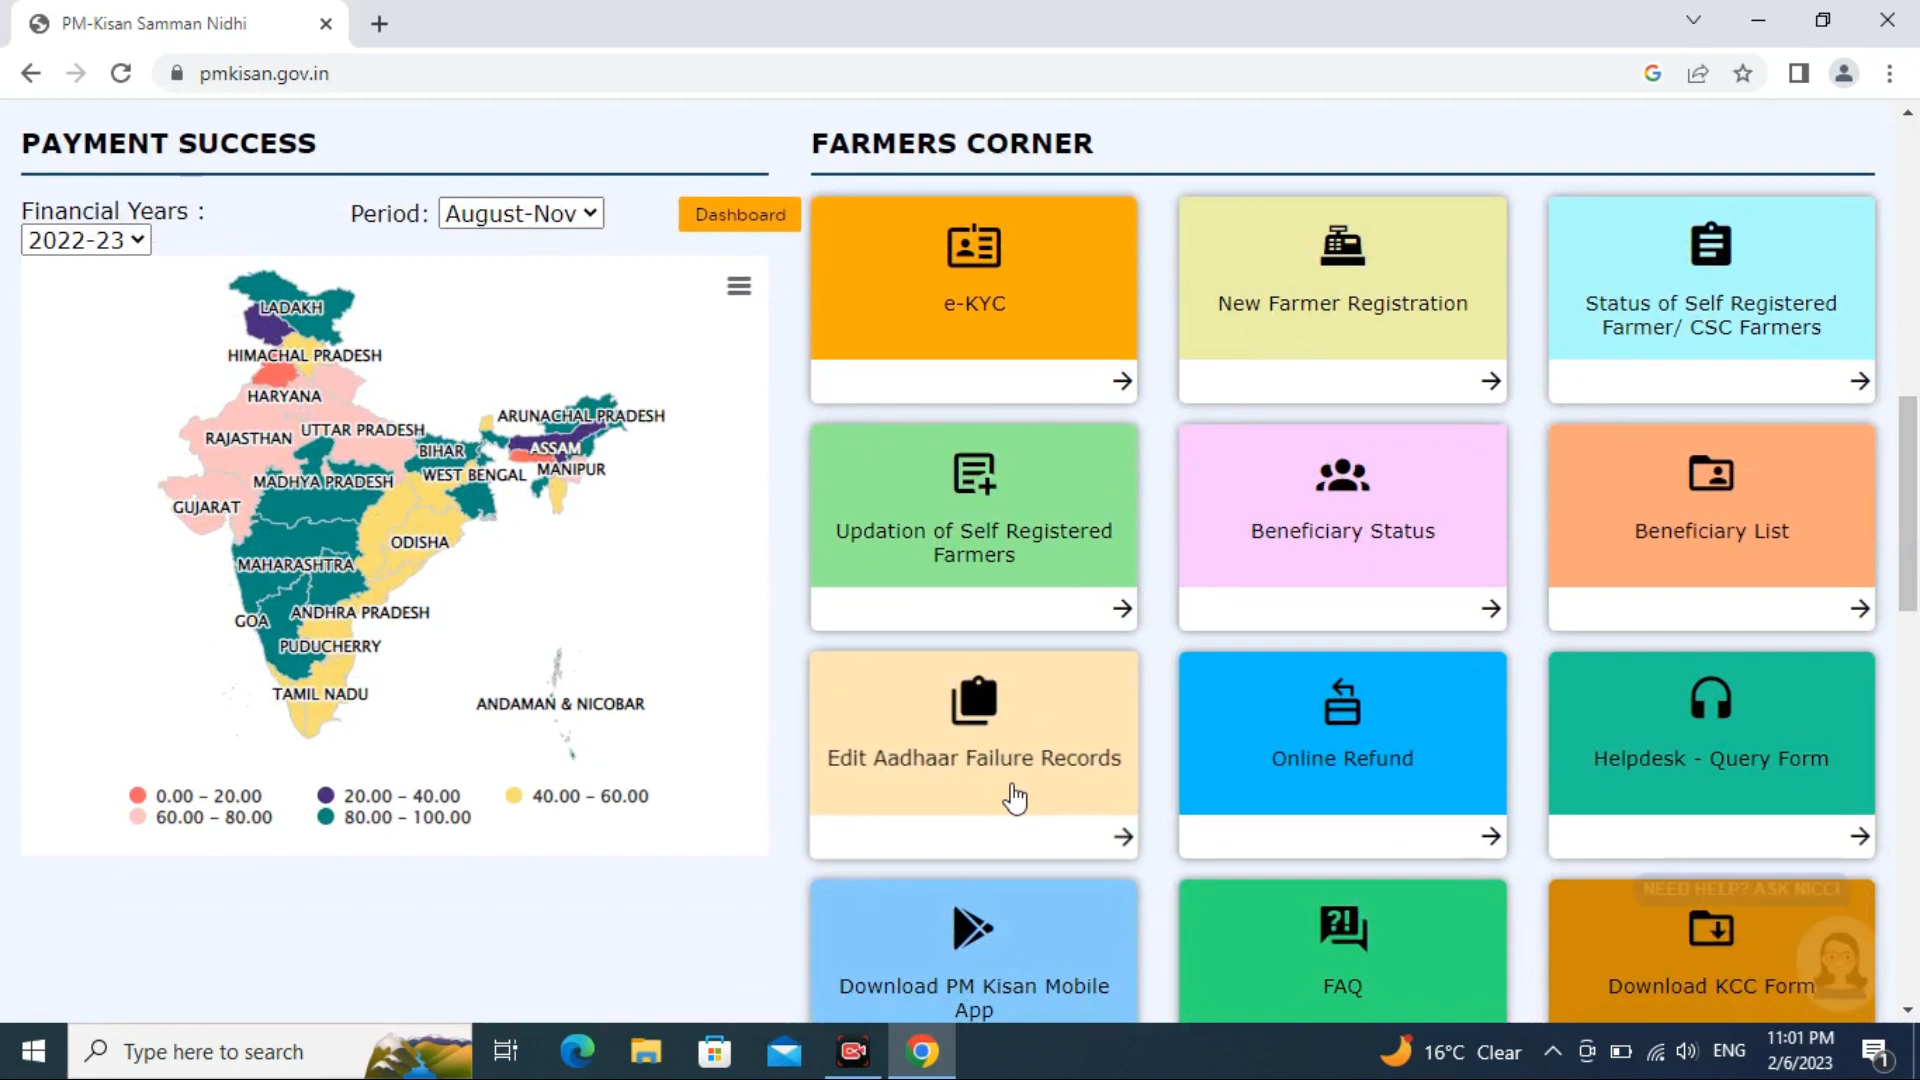 PM-Kisan Samman Nidhi
pmkisan.gov.in
PAYMENT SUCCESS
Financial Years :
2022-23
Period: August-Nov
Dashboard
LADAKH
HIMACHAL PRADESH
HARYANA
ARUNACHAL PRADESH
UTTAR PRADESH
RAJASTHAN
BIHAR
ASSAM
MANIPUR
WEST BENGAL
MADHYA PRADESH
GUJARAT
ODISHA
MAHARASHTRA
ANDHRA PRADESH
GOA
PUDUCHERRY
TAMIL NADU
ANDAMAN & NICOBAR
0.00 – 20.00 20.00 – 40.00 40.00 – 60.00
60.00 – 80.00 80.00 – 100.00
FARMERS CORNER
e-KYC
New Farmer Registration
Status of Self Registered
Farmer/ CSC Farmers
Updation of Self Registered
Farmers
Beneficiary Status
Beneficiary List
Edit Aadhaar Failure Records
Online Refund
Helpdesk - Query Form
NEED HELP? ASK NICCI
Download PM Kisan Mobile
App
FAQ
Download KCC Form
Type here to search
16°C Clear
ENG
11:01 PM
2/6/2023
1